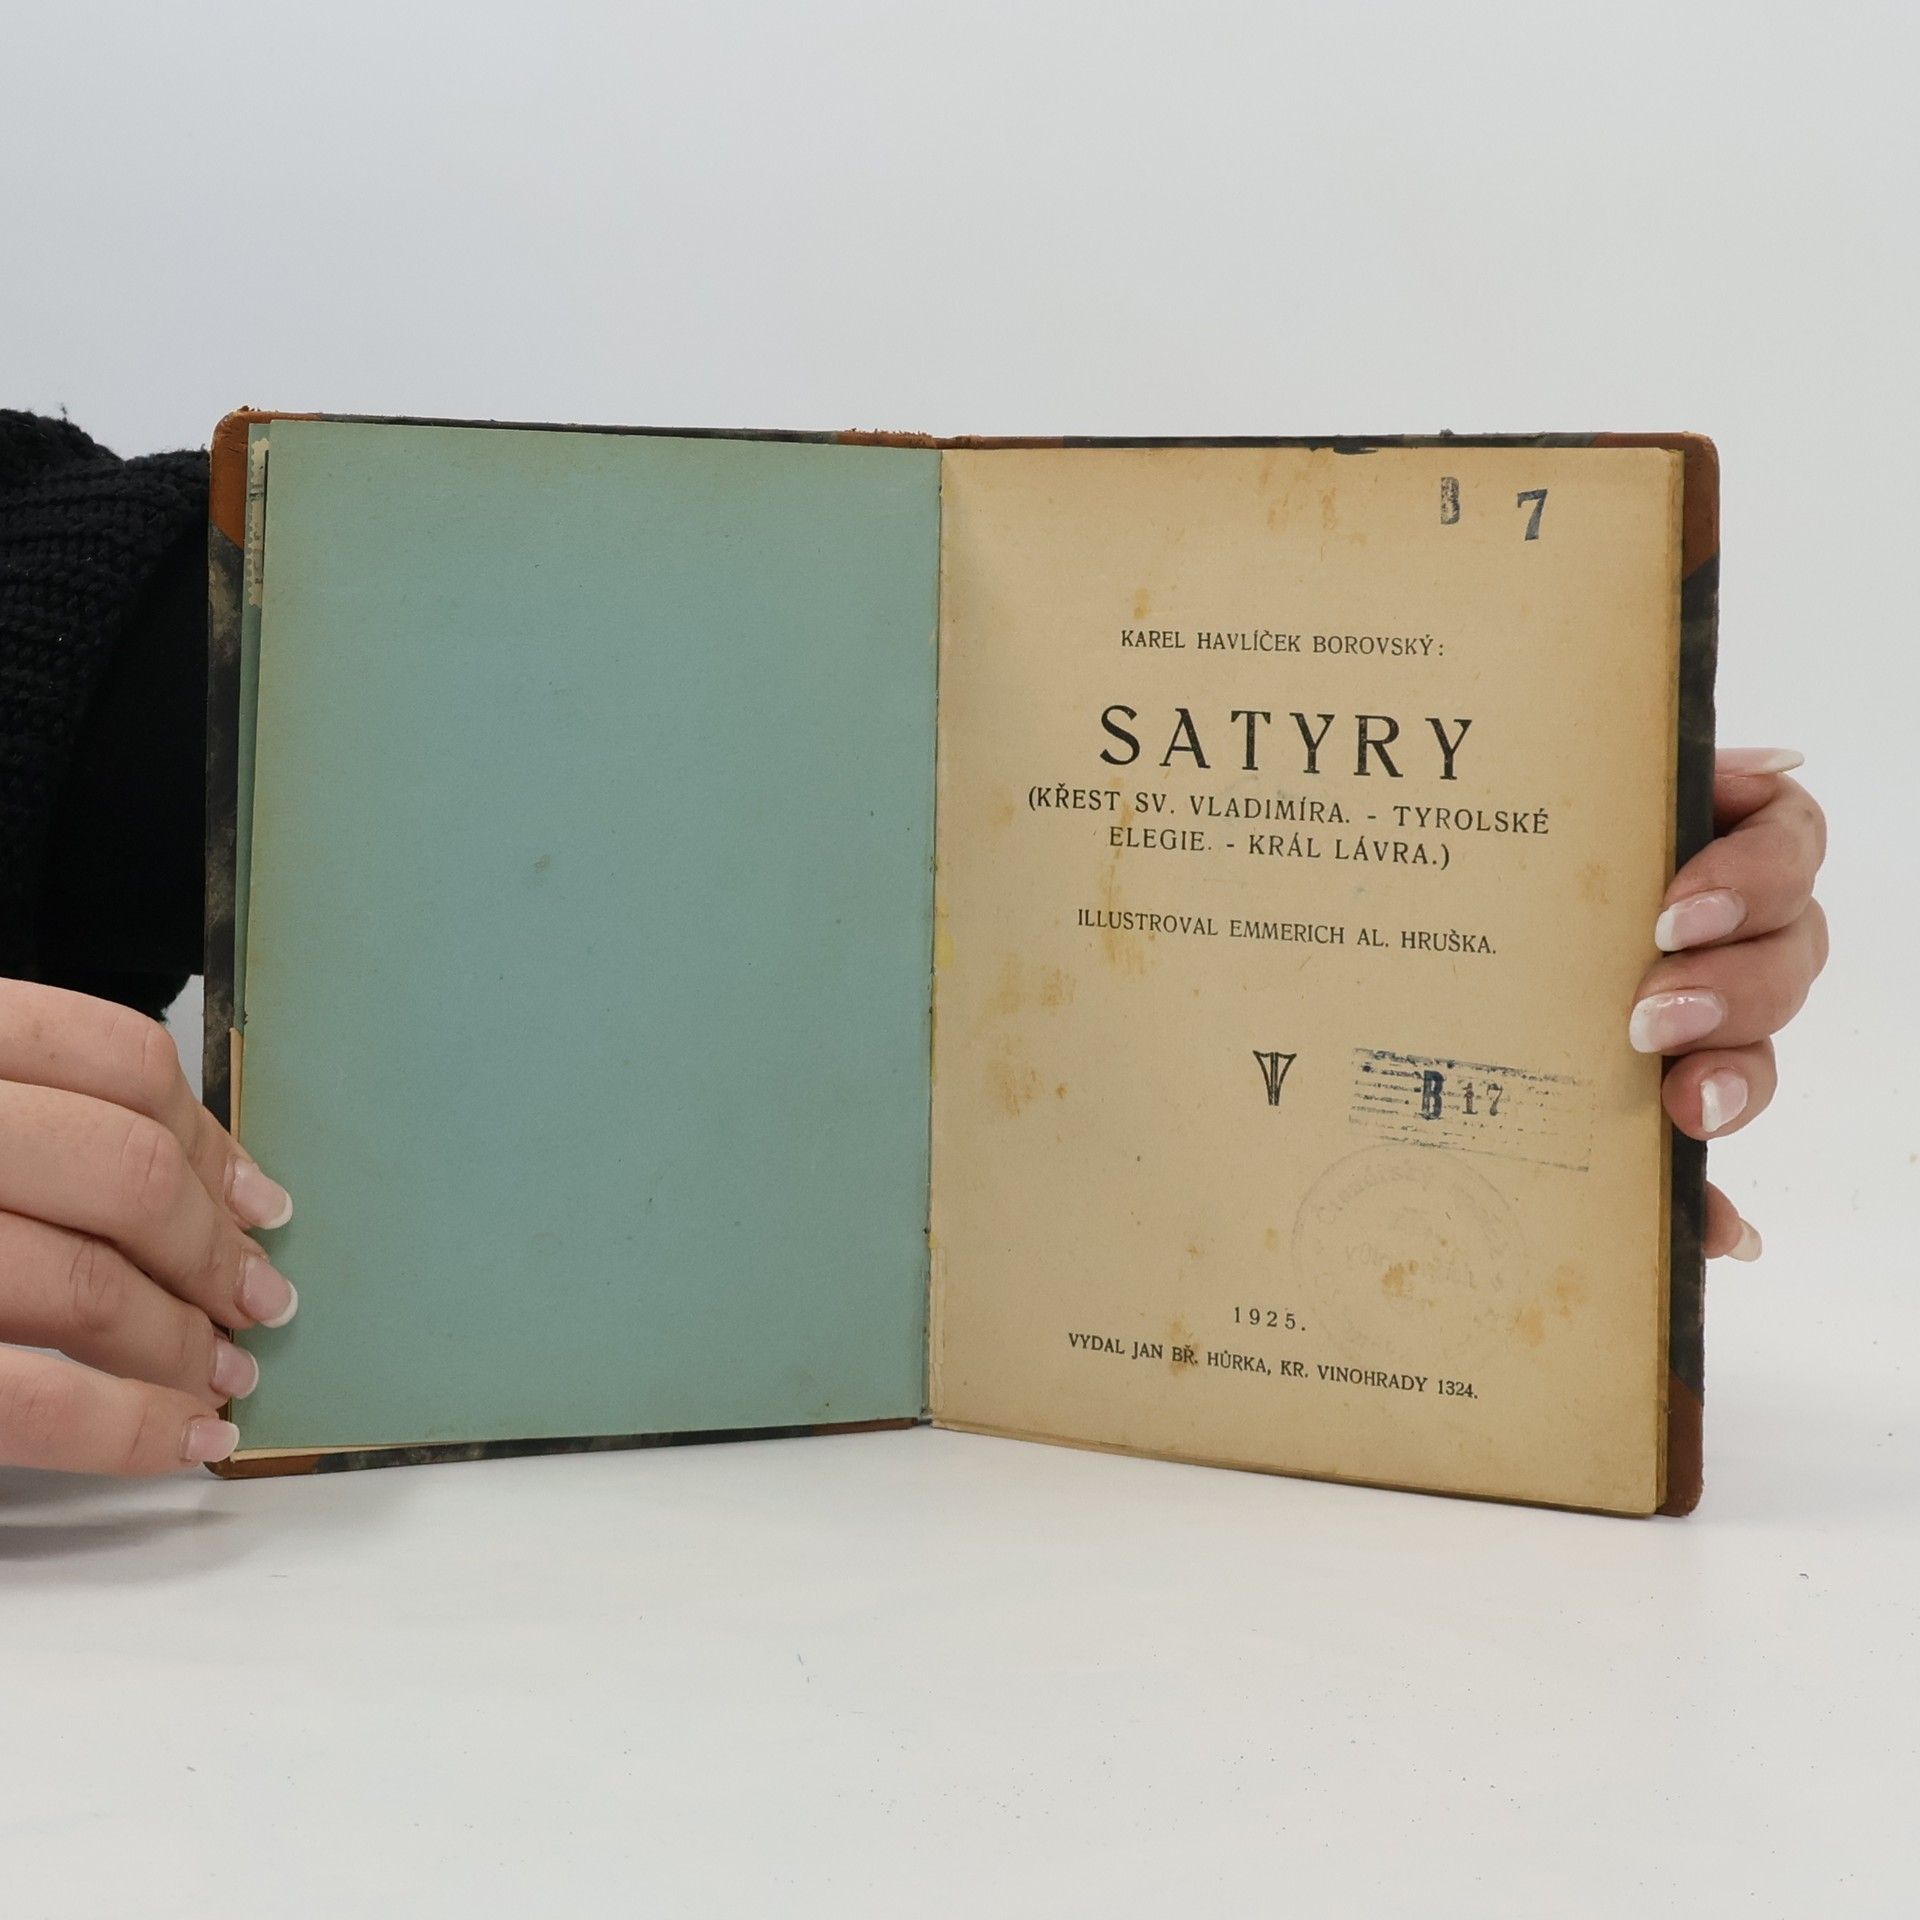 B 7
KAREL HAVLÍČEK BOROVSKÝ:
SATYRY
(KŘEST SV. VLADIMÍRA. - TYROLSKÉ
ELEGIE. - KRÁL LÁVRA.)
ILLUSTROVAL EMMERICH AL. HRUŠKA.
B 17
1925.
VYDAL JAN BŘ. HŮRKA, KR. VINOHRADY 1324.